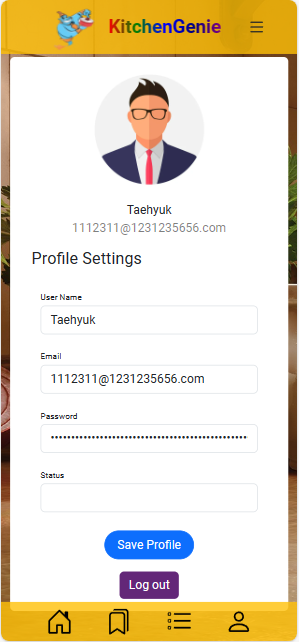 KitchenGenie
Taehyuk
1112311@1231235656.com
Profile Settings
User Name
Taehyuk
Email
1112311@1231235656.com
Password
Status
Save Profile
Log out